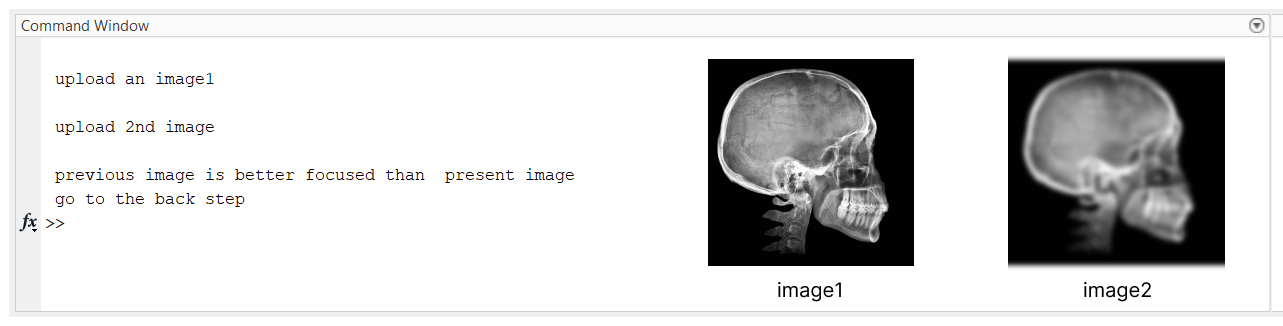 Command Window
upload an image1
upload 2nd image
previous image is better focused than  present image
go to the back step
fx >>
image1
image2